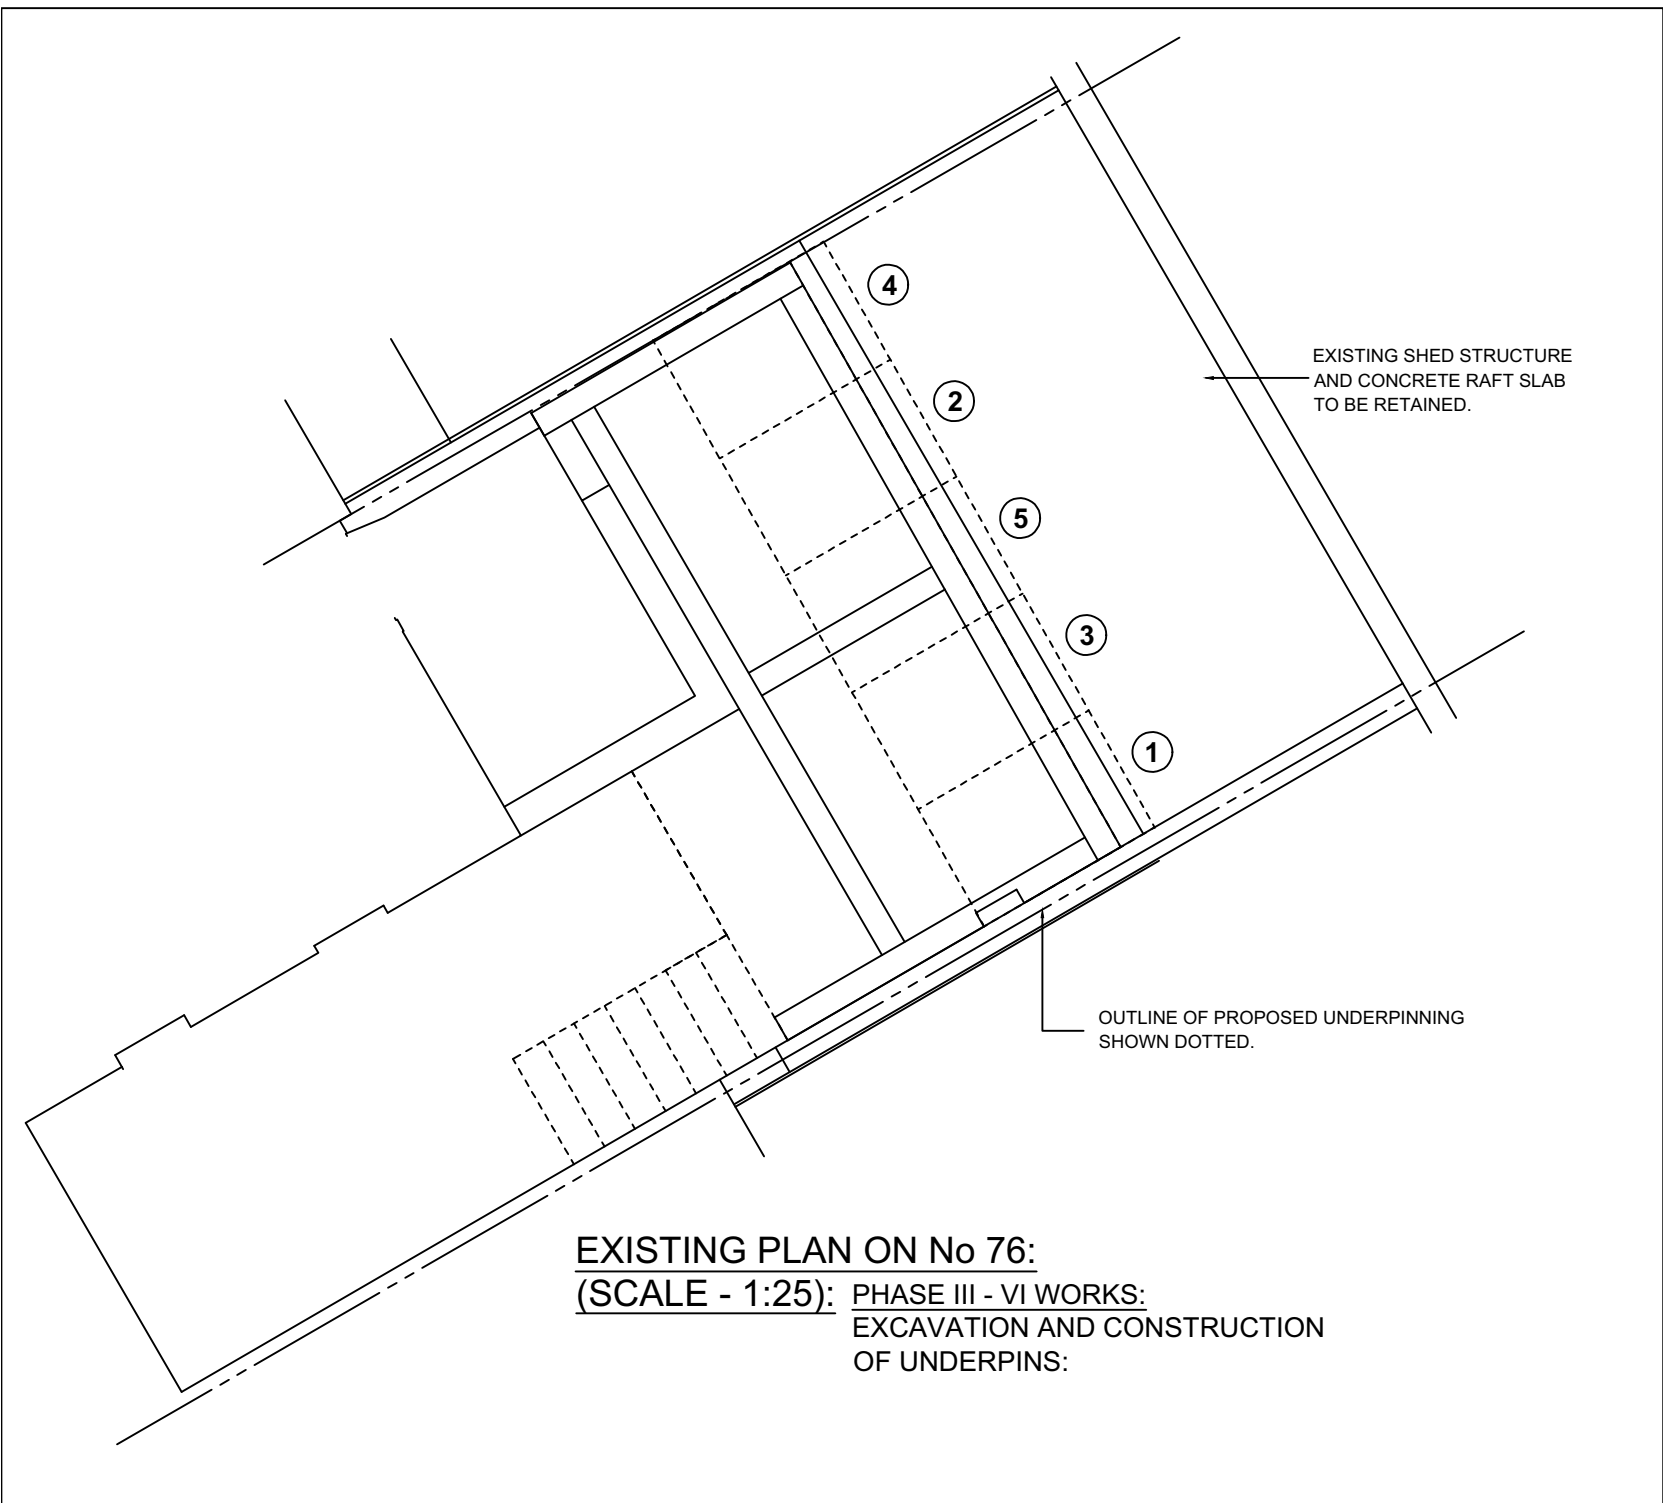 4
2
EXISTING SHED STRUCTURE
AND CONCRETE RAFT SLAB
TO BE RETAINED.
5
3
1
OUTLINE OF PROPOSED UNDERPINNING
SHOWN DOTTED.
EXISTING PLAN ON No 76:
(SCALE - 1:25): PHASE III - VI WORKS:
EXCAVATION AND CONSTRUCTION
OF UNDERPINS: